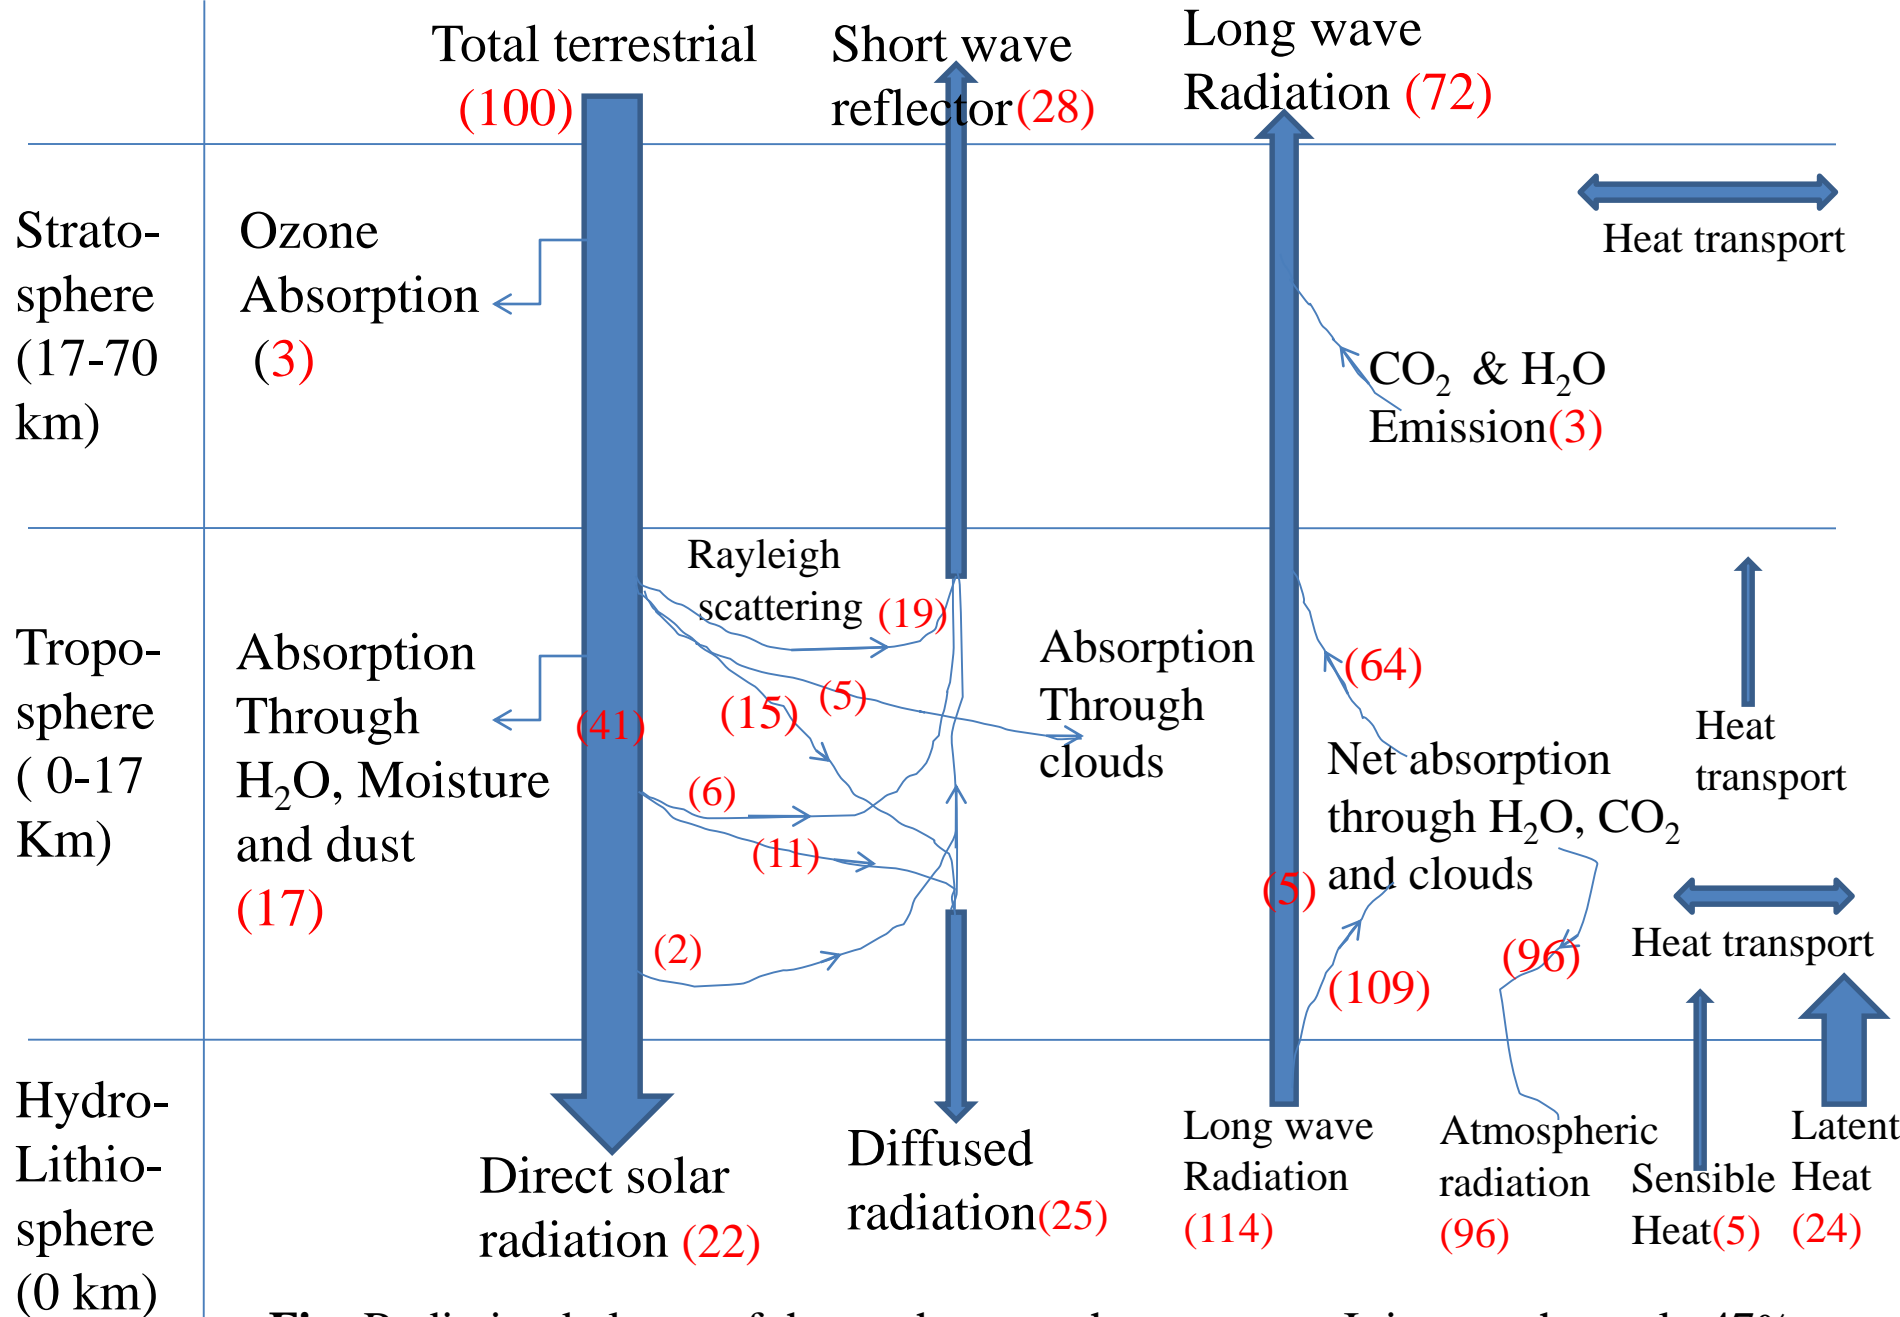 Total terrestrial
(100)
Short wave
reflector(28)
Long wave
Radiation (72)
Strato-
sphere
(17-70
km)
Ozone
Absorption
(3)
Heat transport
CO₂ & H₂O
Emission(3)
Tropo-
sphere
( 0-17
Km)
Absorption
Through
H₂O, Moisture
and dust
(17)
(41)
Rayleigh
scattering (19)
(15)
(5)
(6)
(11)
(2)
Absorption
Through
clouds
(64)
Net absorption
through H₂O, CO₂
and clouds
(5)
(109)
(96)
Heat
transport
Heat transport
Hydro-
Lithio-
sphere
(0 km)
Direct solar
radiation (22)
Diffused
radiation(25)
Long wave
Radiation
(114)
Atmospheric
radiation
(96)
Sensible
Heat(5)
Latent
Heat
(24)